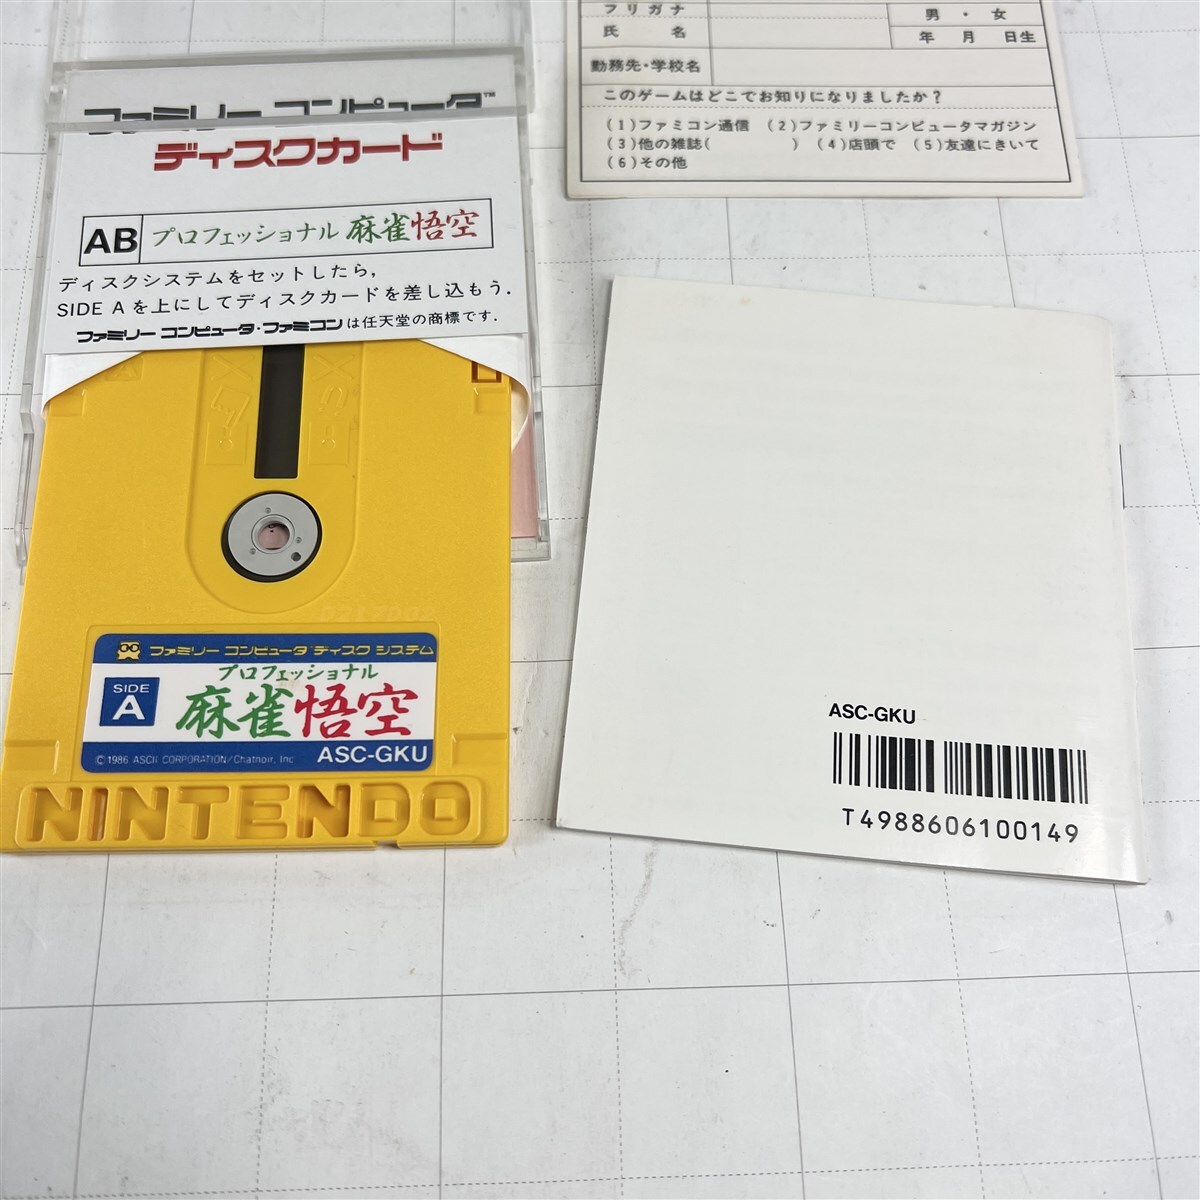 ファミリー コンピュータ™
ディスクカード
AB プロフェッショナル 麻雀悟空
ディスクシステムをセットしたら,
SIDE Aを上にしてディスクカードを差し込もう.
ファミリー コンピュータ・ファミコンは任天堂の商標です.
ファミリー コンピュータ ディスク システム
プロフェッショナル
SIDE
A
麻雀悟空
©1986 ASCII CORPORATION/Chatnoir, Inc
ASC-GKU
NINTENDO
フリガナ
氏 名
男 ・ 女
年 月 日生
勤務先・学校名
このゲームはどこでお知りになりましたか?
(1)ファミコン通信 (2)ファミリーコンピュータマガジン
(3)他の雑誌( ) (4)店頭で (5)友達にきいて
(6)その他
ASC-GKU
T4988606100149